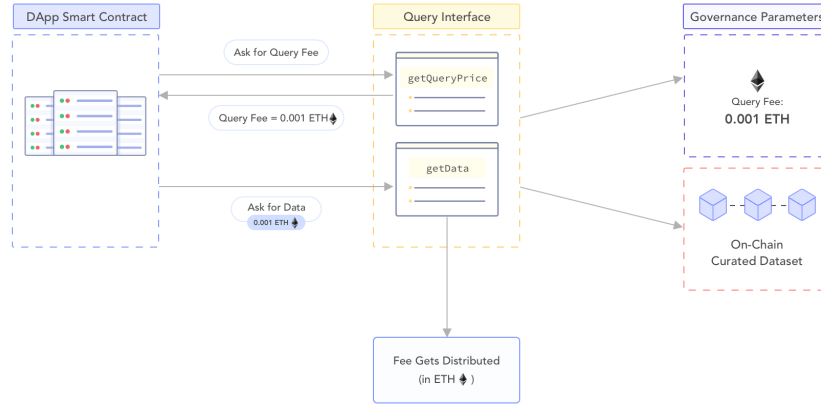 DApp Smart Contract
Query Interface
Governance Parameters
Ask for Query Fee
getQueryPrice
Query Fee = 0.001 ETH
Query Fee:
0.001 ETH
getData
Ask for Data
0.001 ETH
On-Chain
Curated Dataset
Fee Gets Distributed
(in ETH )